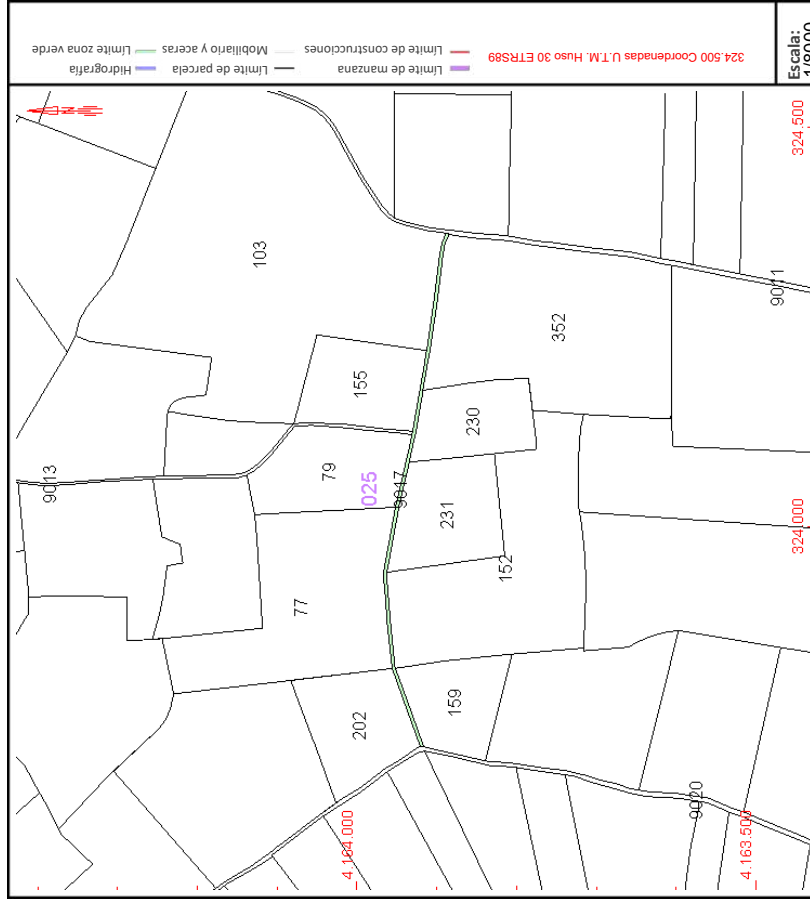 Límite zona verde
Hidrografía
Mobiliario y aceras
Límite de parcela
Límite de construcciones
Límite de manzana
324.500 Coordenadas U.T.M. Huso 30 ETRS89
Escala:
1/8000
324.500
103
352
9011
155
230
79
9013
025
9017
231
324.000
152
77
202
159
9020
4.164.000
4.163.500